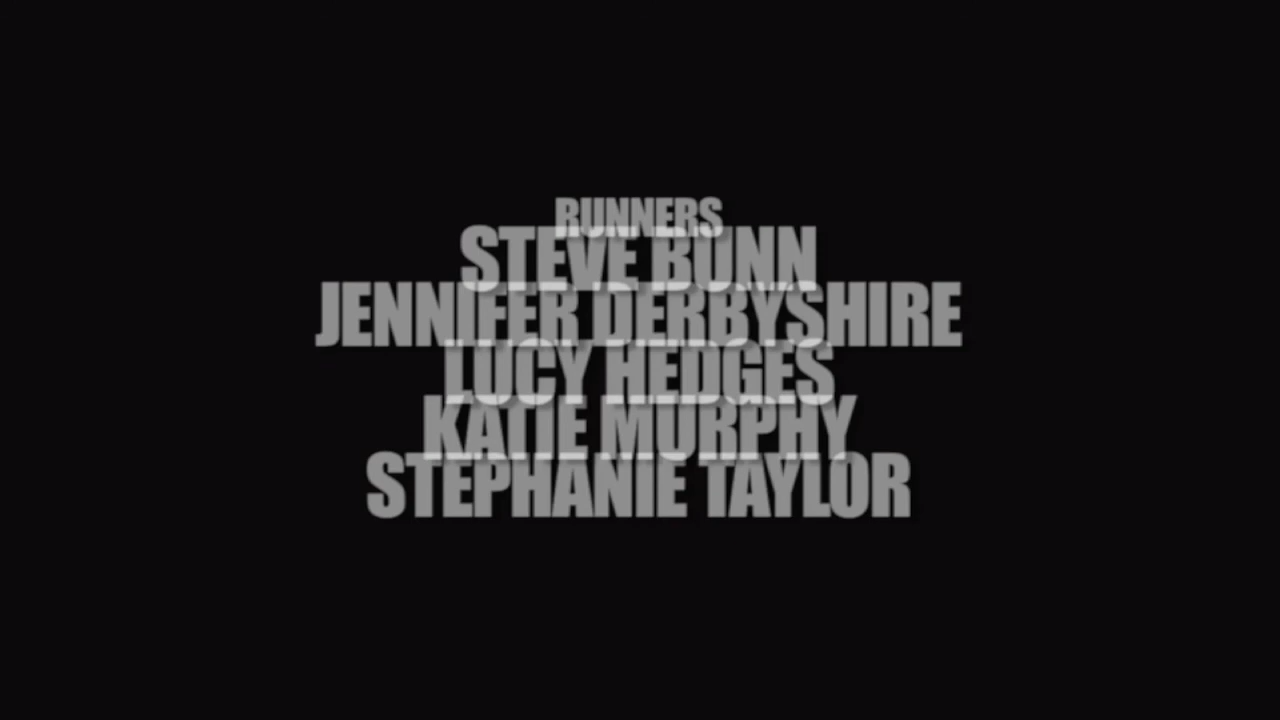 RUNNERS
STEVE BUNN
JENNIFER DERBYSHIRE
LUCY HEDGES
KATIE MURPHY
STEPHANIE TAYLOR